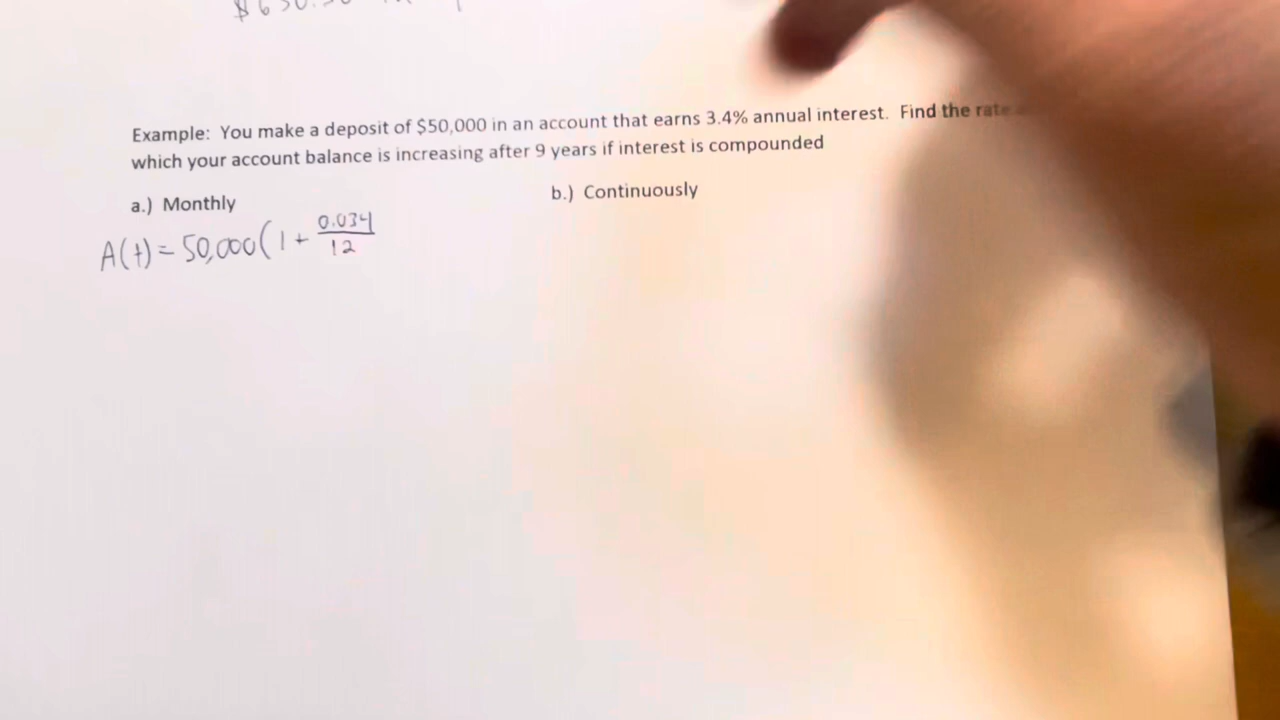 Example: You make a deposit of $50,000 in an account that earns 3.4% annual interest. Find the rate
which your account balance is increasing after 9 years if interest is compounded
a.) Monthly
b.) Continuously
A(t) = 50,000(1 + 0.034/12